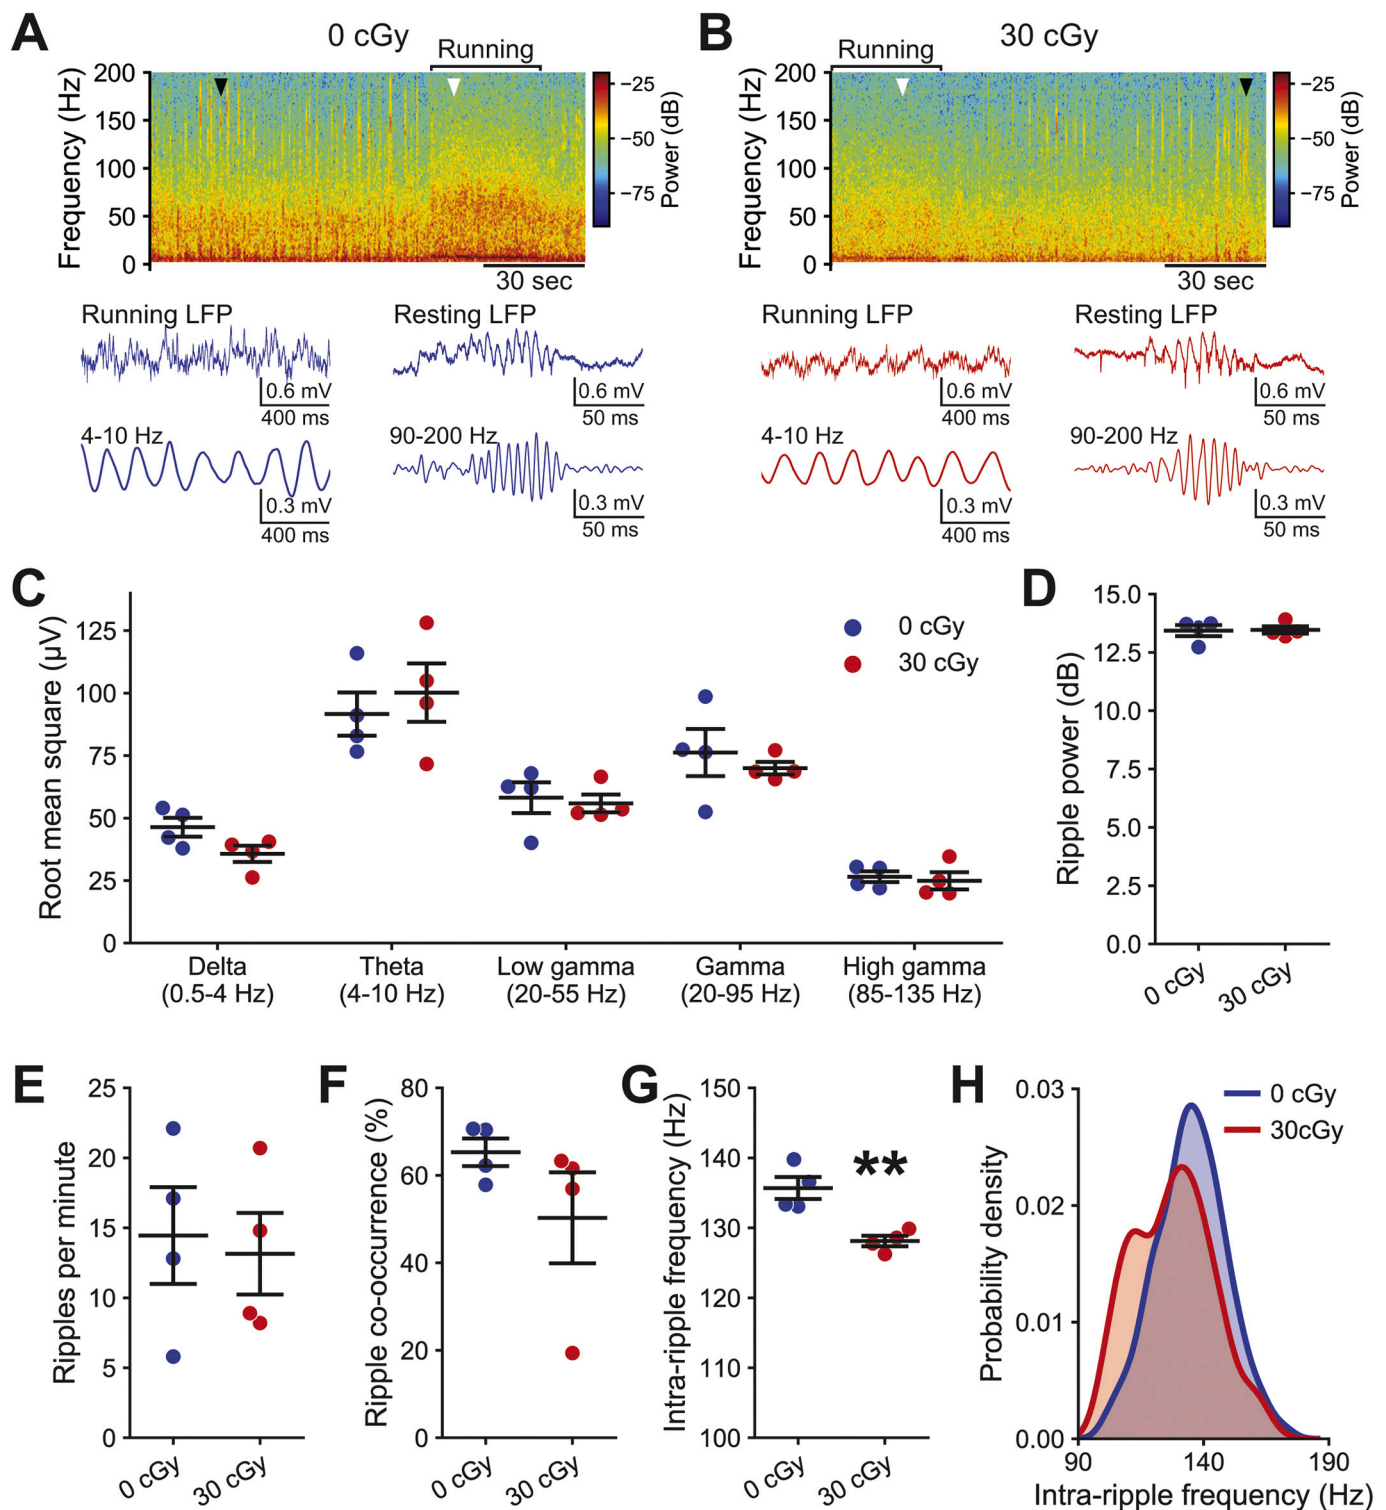 A
0 cGy
Running
Frequency (Hz)
200
150
100
50
0
30 sec
−25
−50
−75
Power (dB)
Running LFP
0.6 mV
400 ms
4-10 Hz
0.3 mV
400 ms
Resting LFP
0.6 mV
50 ms
90-200 Hz
0.3 mV
50 ms
B
30 cGy
Running
Frequency (Hz)
200
150
100
50
0
30 sec
−25
−50
−75
Power (dB)
Running LFP
0.6 mV
400 ms
4-10 Hz
0.3 mV
400 ms
Resting LFP
0.6 mV
50 ms
90-200 Hz
0.3 mV
50 ms
C
Root mean square (µV)
125
100
75
50
25
0
0 cGy
30 cGy
Delta
(0.5-4 Hz)
Theta
(4-10 Hz)
Low gamma
(20-55 Hz)
Gamma
(20-95 Hz)
High gamma
(85-135 Hz)
D
Ripple power (dB)
15.0
12.5
10.0
7.5
5.0
2.5
0.0
0 cGy
30 cGy
E
Ripples per minute
25
20
15
10
5
0
0 cGy
30 cGy
F
Ripple co-occurrence (%)
80
60
40
20
0
0 cGy
30 cGy
G
Intra-ripple frequency (Hz)
150
140
130
120
110
100
**
0 cGy
30 cGy
H
Probability density
0.03
0.02
0.01
0.00
0 cGy
30cGy
90
140
190
Intra-ripple frequency (Hz)